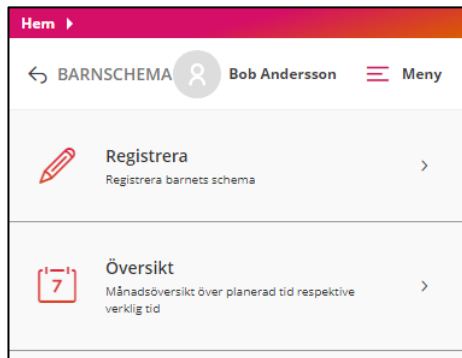 Hem
BARNSCHEMA Bob Andersson Meny
Registrera
Registrera barnets schema
7
Översikt
Månadsöversikt över planerad tid respektive
verklig tid